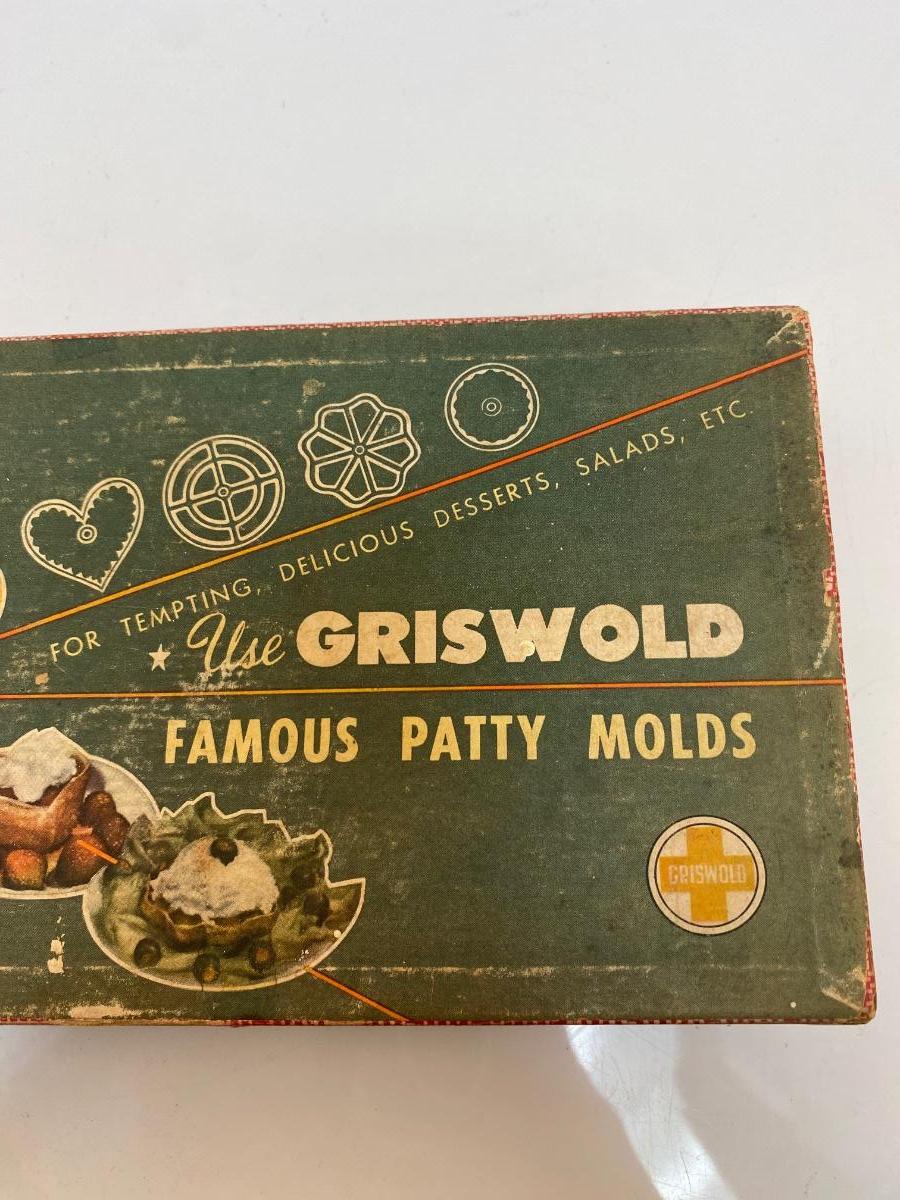 FOR TEMPTING, DELICIOUS DESSERTS, SALADS, ETC.
Use GRISWOLD
FAMOUS PATTY MOLDS
GRISWOLD